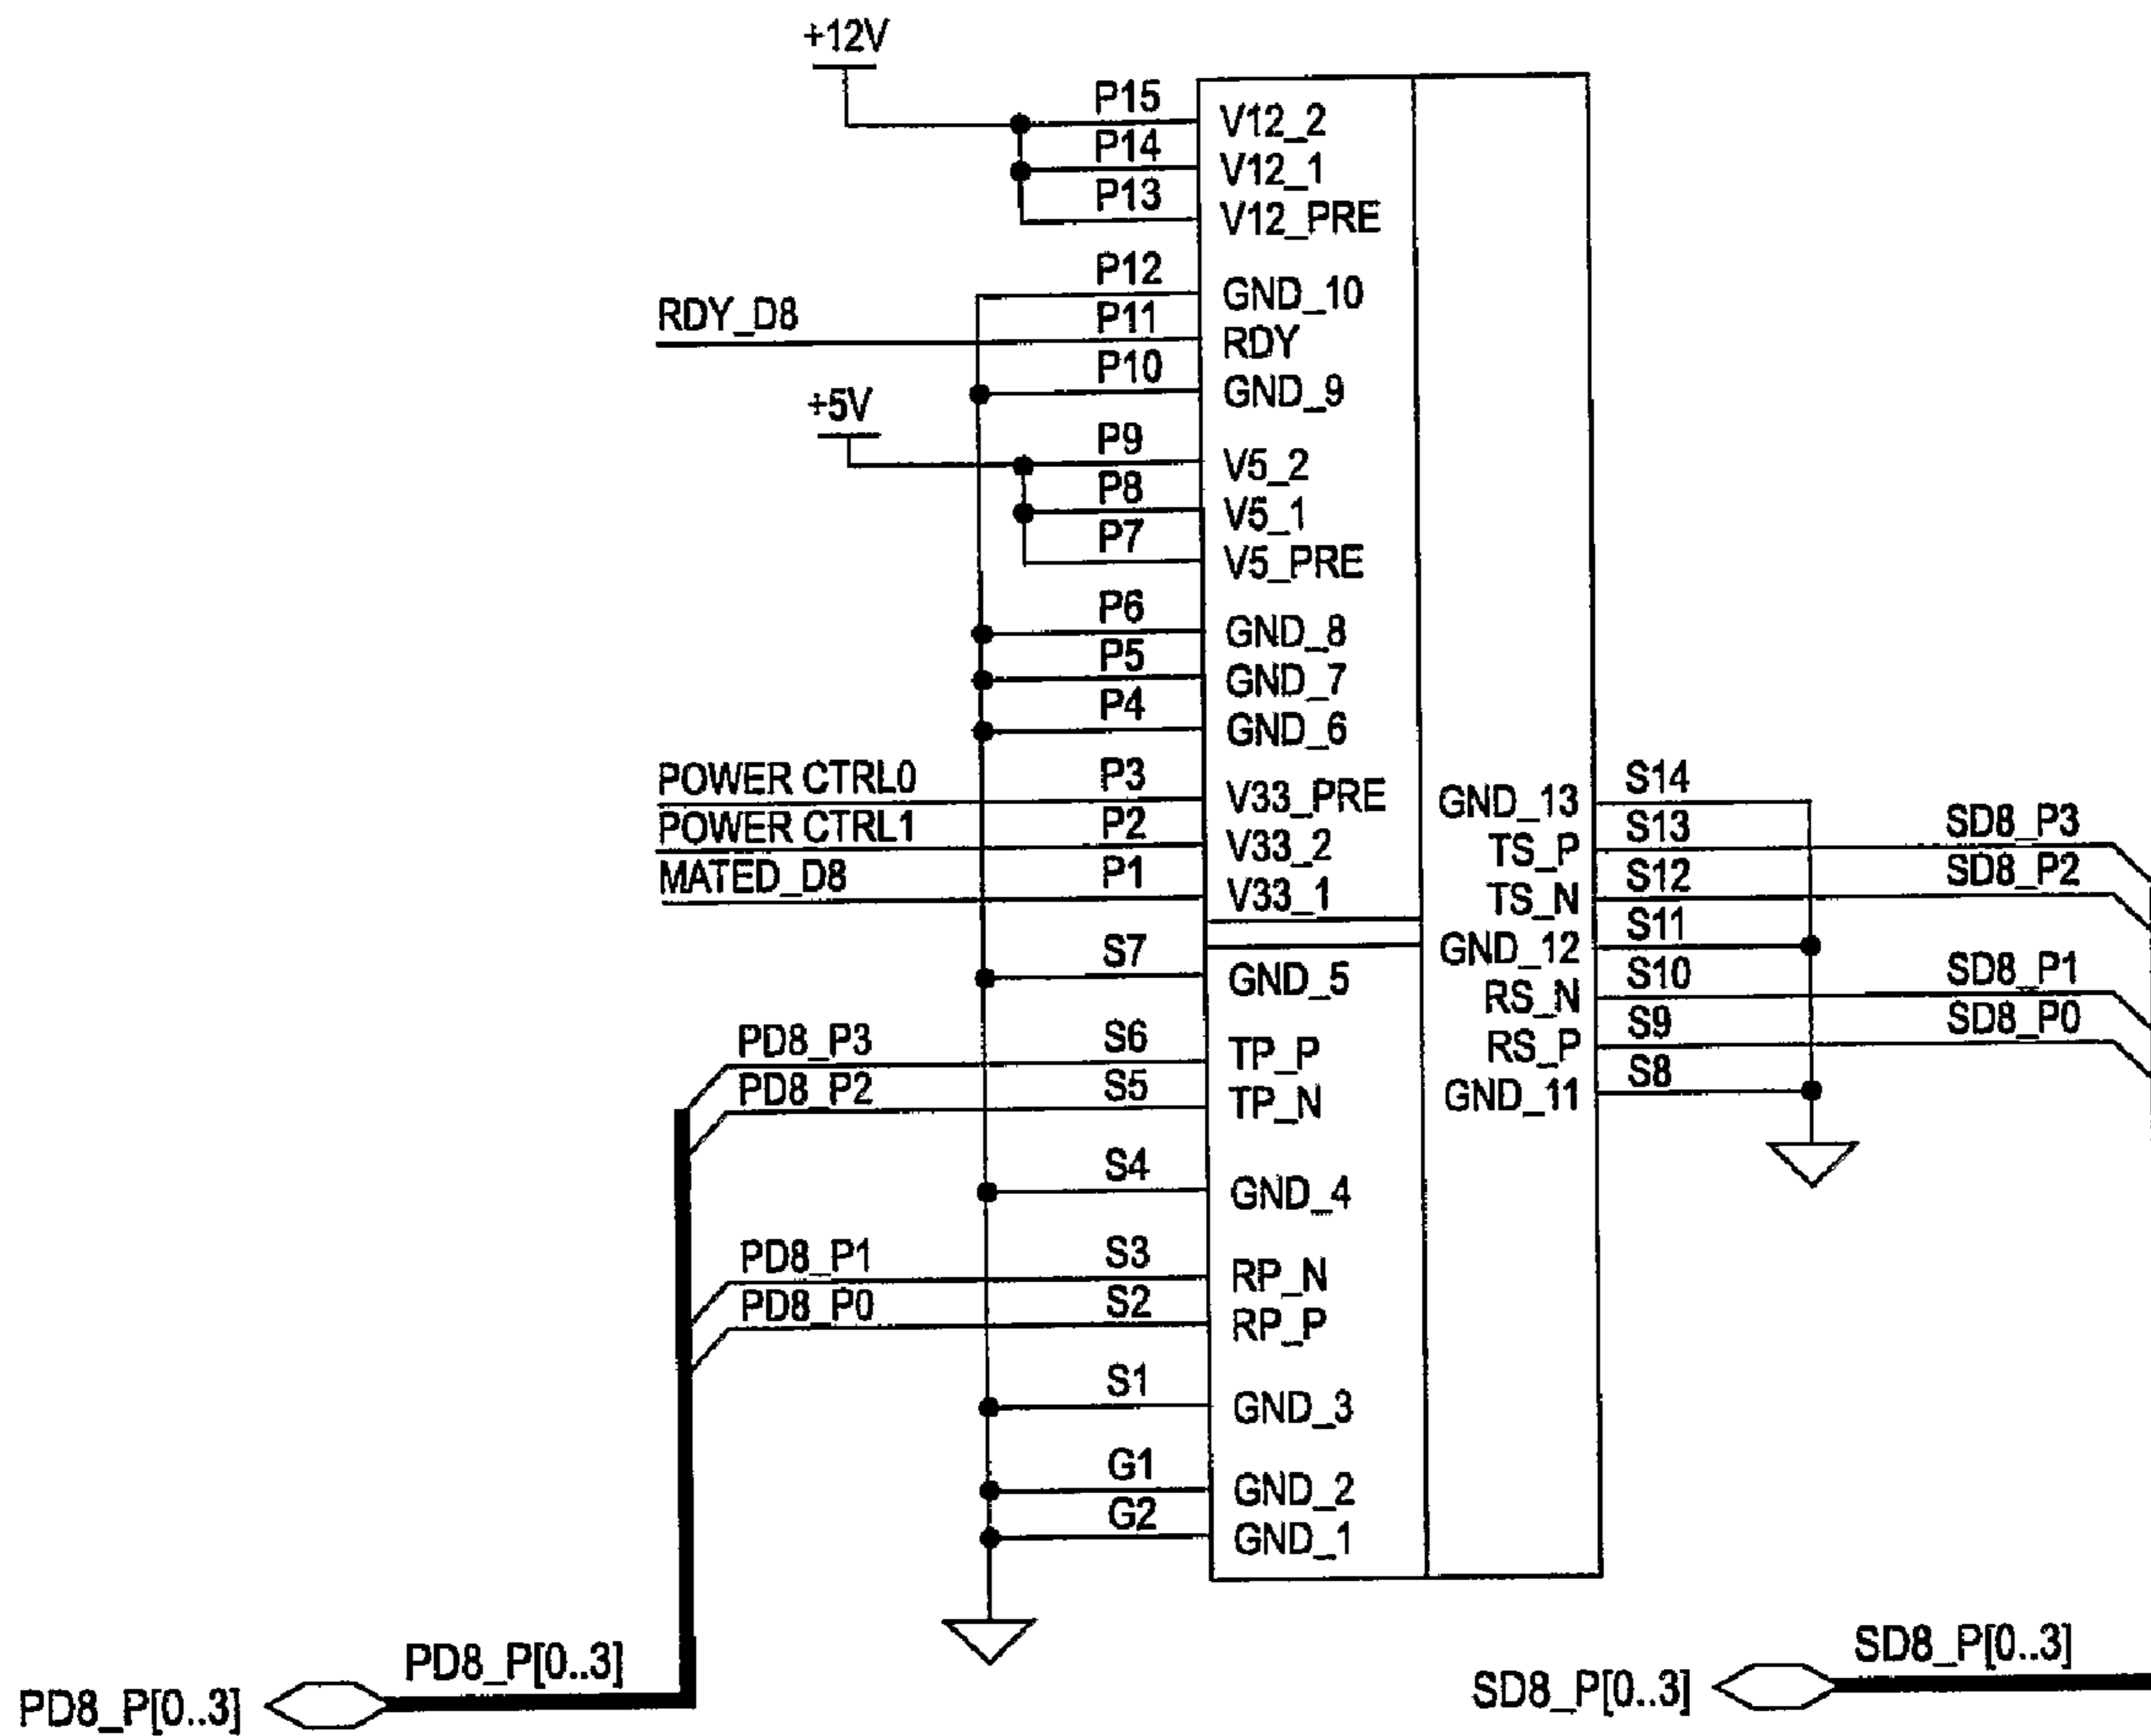 +12V
P15 V12_2
P14 V12_1
P13 V12_PRE
P12 GND_10
RDY_D8 P11 RDY
P10 GND_9
+5V
P9 V5_2
P8 V5_1
P7 V5_PRE
P6 GND_8
P5 GND_7
P4 GND_6
POWER CTRL0 P3 V33_PRE GND_13 S14
POWER CTRL1 P2 V33_2 TS_P S13 SD8_P3
MATED_D8 P1 V33_1 TS_N S12 SD8_P2
S7 GND_5 GND_12 S11
RS_N S10 SD8_P1
PD8_P3 S6 TP_P RS_P S9 SD8_P0
PD8_P2 S5 TP_N GND_11 S8
S4 GND_4
PD8_P1 S3 RP_N
PD8_P0 S2 RP_P
S1 GND_3
G1 GND_2
G2 GND_1
PD8_P[0..3] PD8_P[0..3]
SD8_P[0..3] SD8_P[0..3]